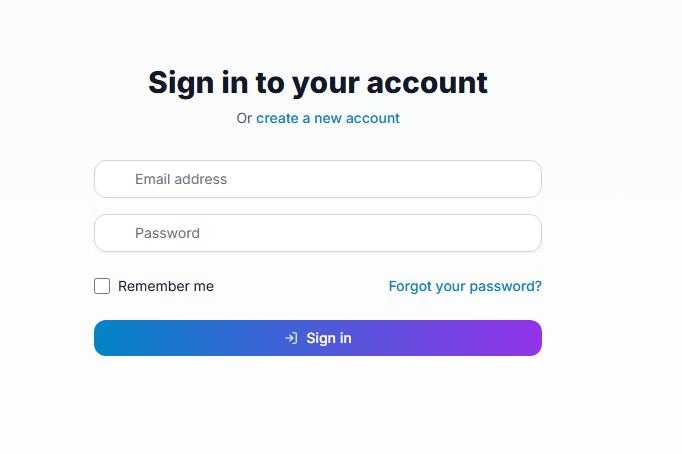 Sign in to your account
Or create a new account
Email address
Password
Remember me
Forgot your password?
Sign in